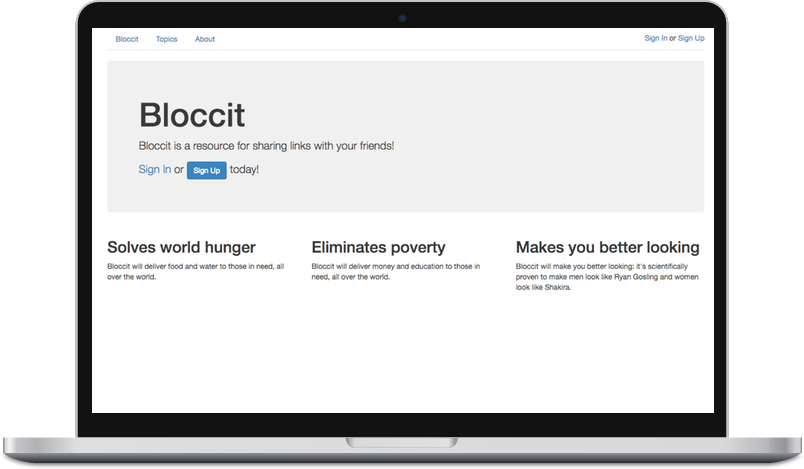 Bloccit Topics About Sign In or Sign Up
Bloccit
Bloccit is a resource for sharing links with your friends!
Sign In or Sign Up today!
Solves world hunger
Bloccit will deliver food and water to those in need, all
over the world.
Eliminates poverty
Bloccit will deliver money and education to those in
need, all over the world.
Makes you better looking
Bloccit will make you better looking: it's scientifically
proven to make men look like Ryan Gosling and women
look like Shakira.